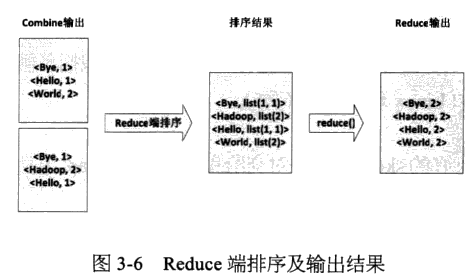 Combine输出
排序结果
Reduce输出
<Bye, 1>
<Hello, 1>
<World, 2>
<Bye, 1>
<Hadoop, 2>
<Hello, 1>
Reduce端排序
<Bye, list(1, 1)>
<Hadoop, list(2)>
<Hello, list(1, 1)>
<World, list(2)>
reduce()
<Bye, 2>
<Hadoop, 2>
<Hello, 2>
<World, 2>
图 3-6 Reduce 端排序及输出结果